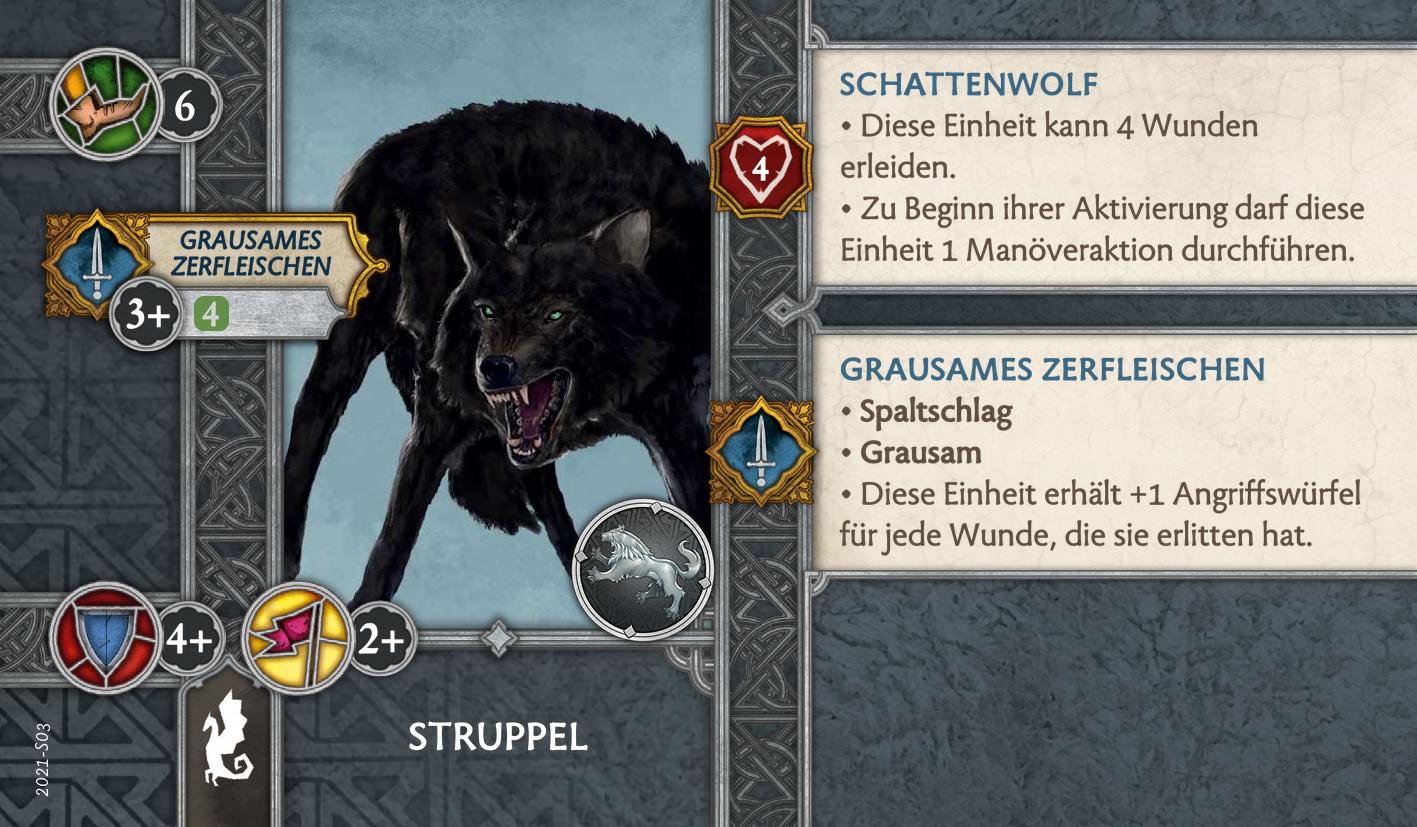 6
GRAUSAMES
ZERFLEISCHEN
3+
4
4+
2+
STRUPPEL
2021-S03
4
SCHATTENWOLF
• Diese Einheit kann 4 Wunden
erleiden.
• Zu Beginn ihrer Aktivierung darf diese
Einheit 1 Manöveraktion durchführen.
GRAUSAMES ZERFLEISCHEN
• Spaltschlag
• Grausam
• Diese Einheit erhält +1 Angriffswürfel
für jede Wunde, die sie erlitten hat.